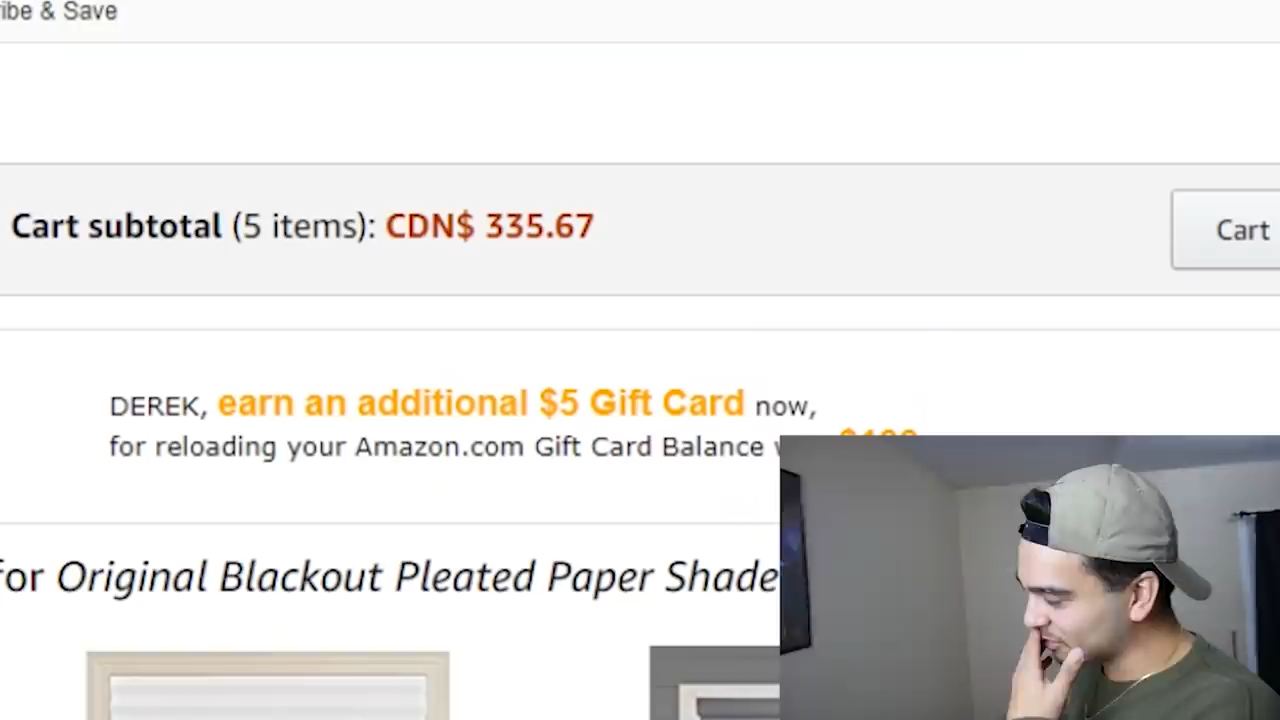 ibe & Save
Cart subtotal (5 items): CDN$ 335.67
Cart
DEREK, earn an additional $5 Gift Card now,
for reloading your Amazon.com Gift Card Balance
for Original Blackout Pleated Paper Shade